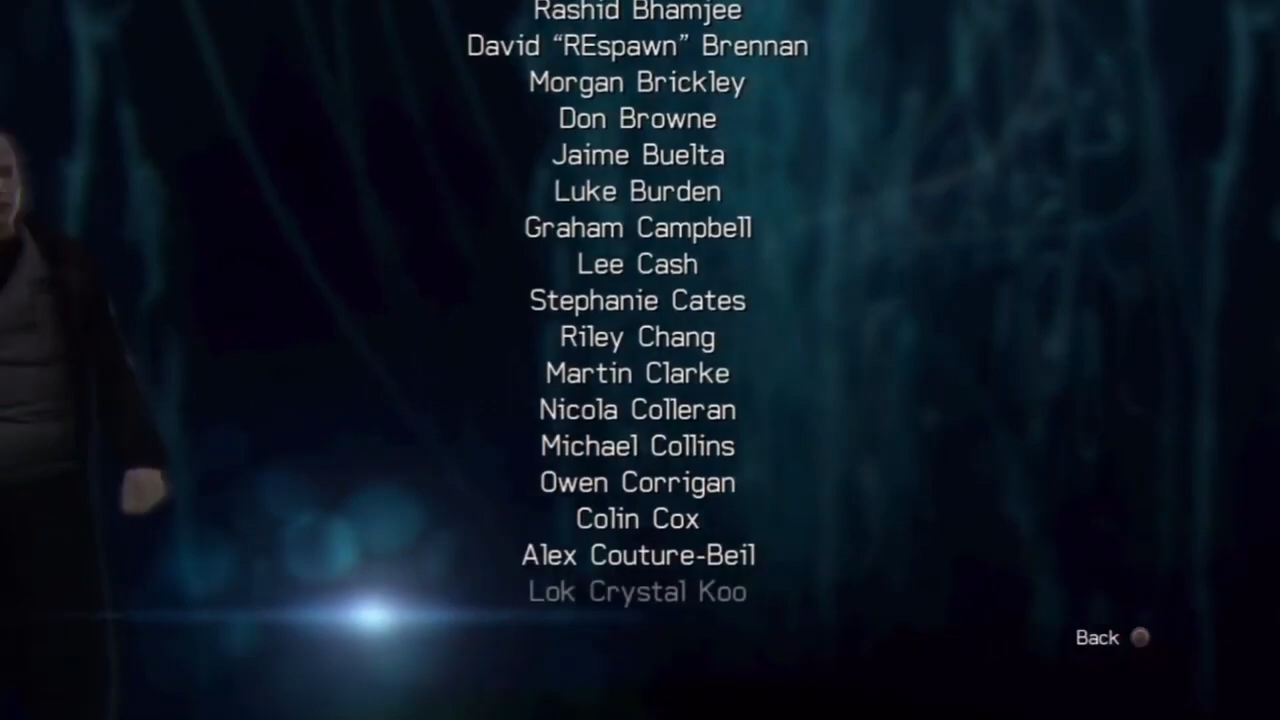 Rashid Bhamjee
David “REspawn” Brennan
Morgan Brickley
Don Browne
Jaime Buelta
Luke Burden
Graham Campbell
Lee Cash
Stephanie Cates
Riley Chang
Martin Clarke
Nicola Colleran
Michael Collins
Owen Corrigan
Colin Cox
Alex Couture-Beil
Lok Crystal Koo
Back